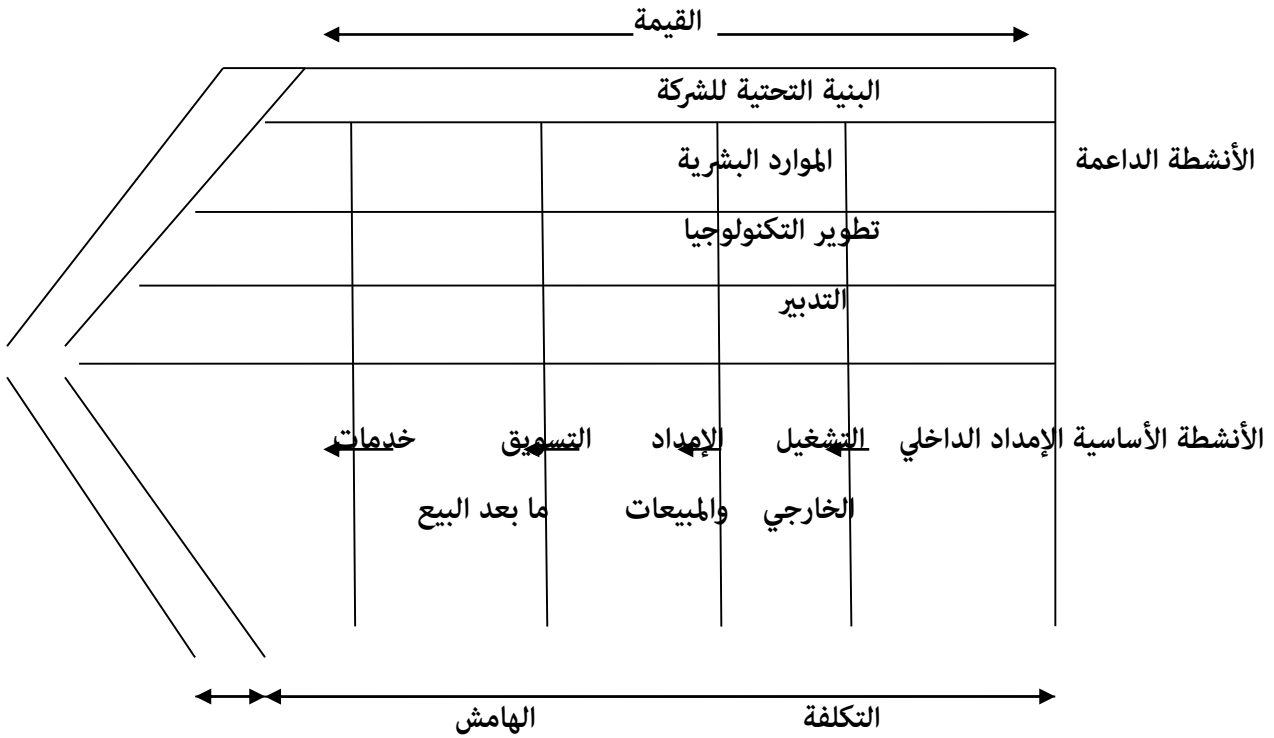 القيمة
البنية التحتية للشركة
الأنشطة الداعمة
الموارد البشرية
تطوير التكنولوجيا
التدبير
الأنشطة الأساسية الإمداد الداخلي التشغيل الإمداد التسويق خدمات
الخارجي والمبيعات ما بعد البيع
التكلفة الهامش